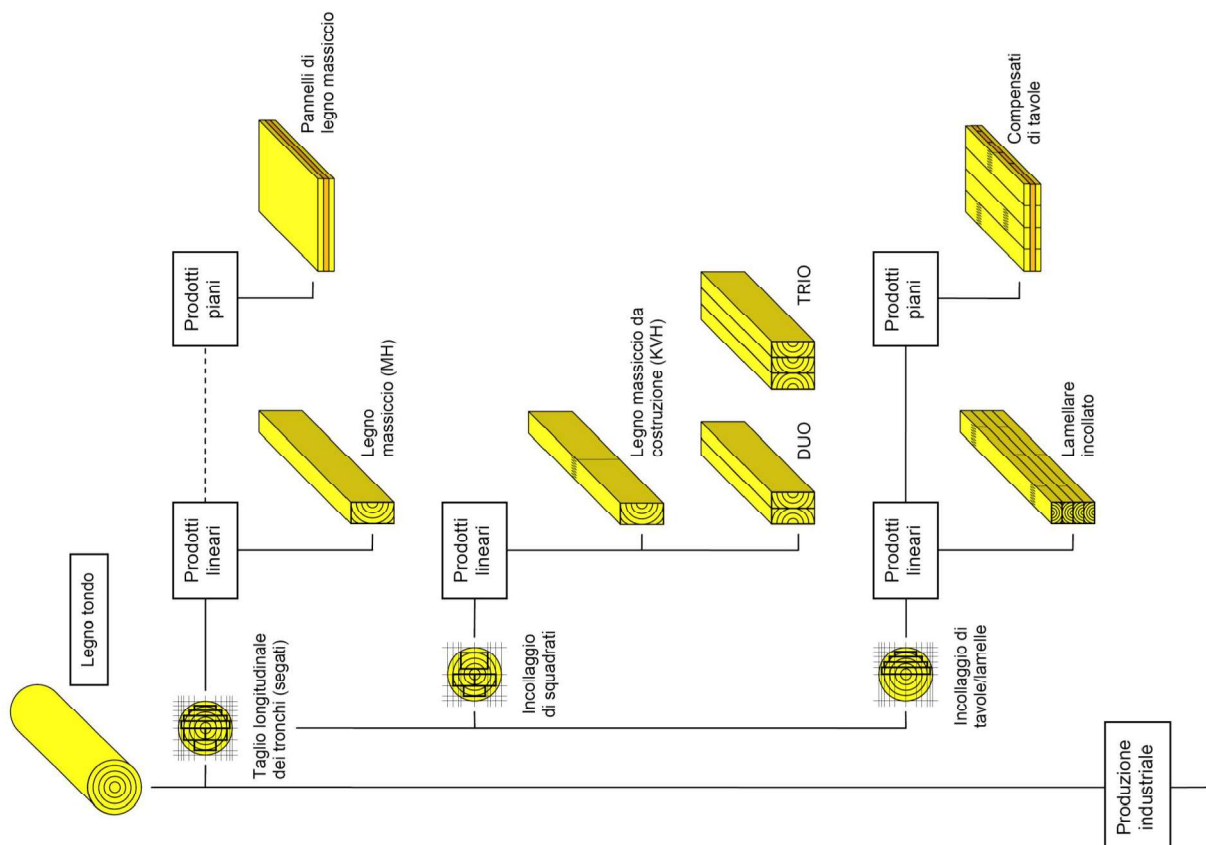 Legno tondo
Taglio longitudinale
dei tronchi (segati)
Prodotti
lineari
Legno
massiccio (MH)
Prodotti
piani
Pannelli di
legno massiccio
Incollaggio
di squadrati
Prodotti
lineari
Legno massiccio da
costruzione (KVH)
DUO
TRIO
Incollaggio di
tavole/lamelle
Prodotti
lineari
Lamellare
incollato
Prodotti
piani
Compensati
di tavole
Produzione
industriale